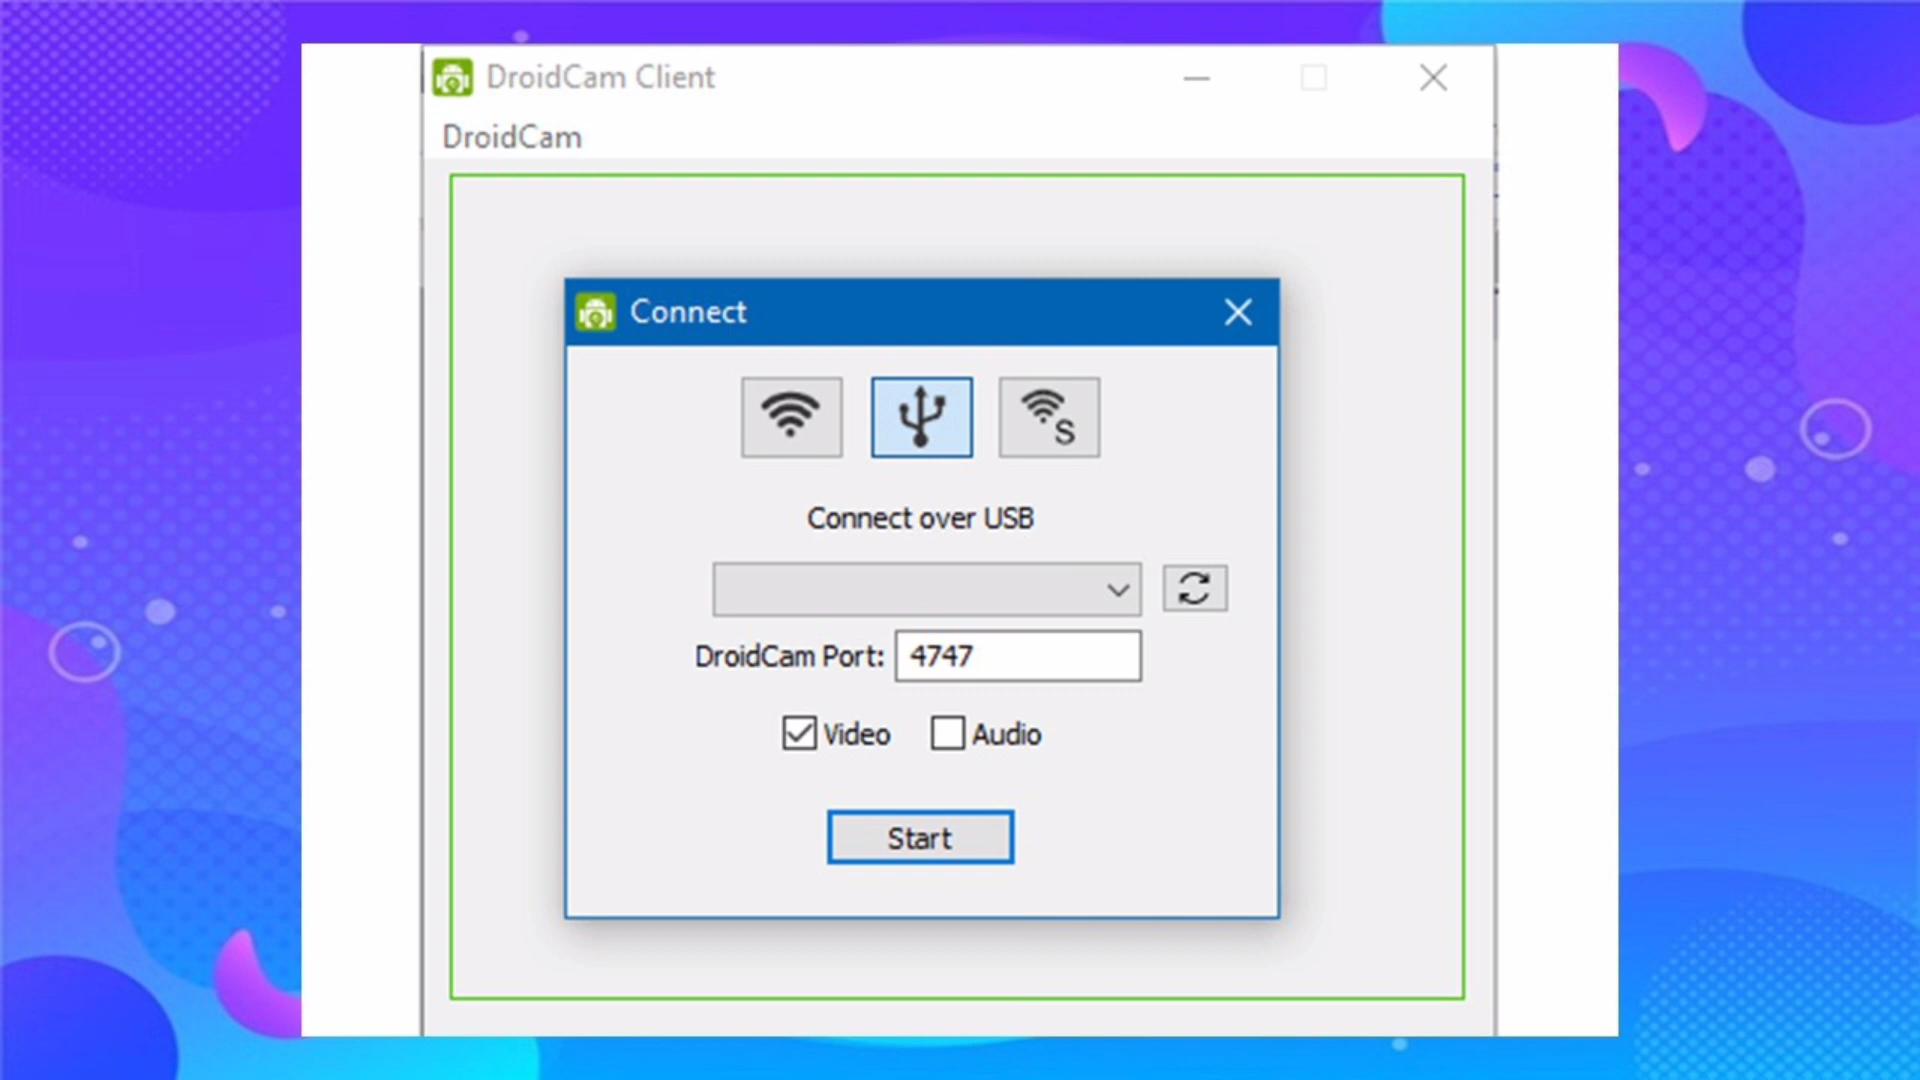 DroidCam Client
DroidCam
Connect
S
Connect over USB
DroidCam Port: 4747
Video Audio
Start